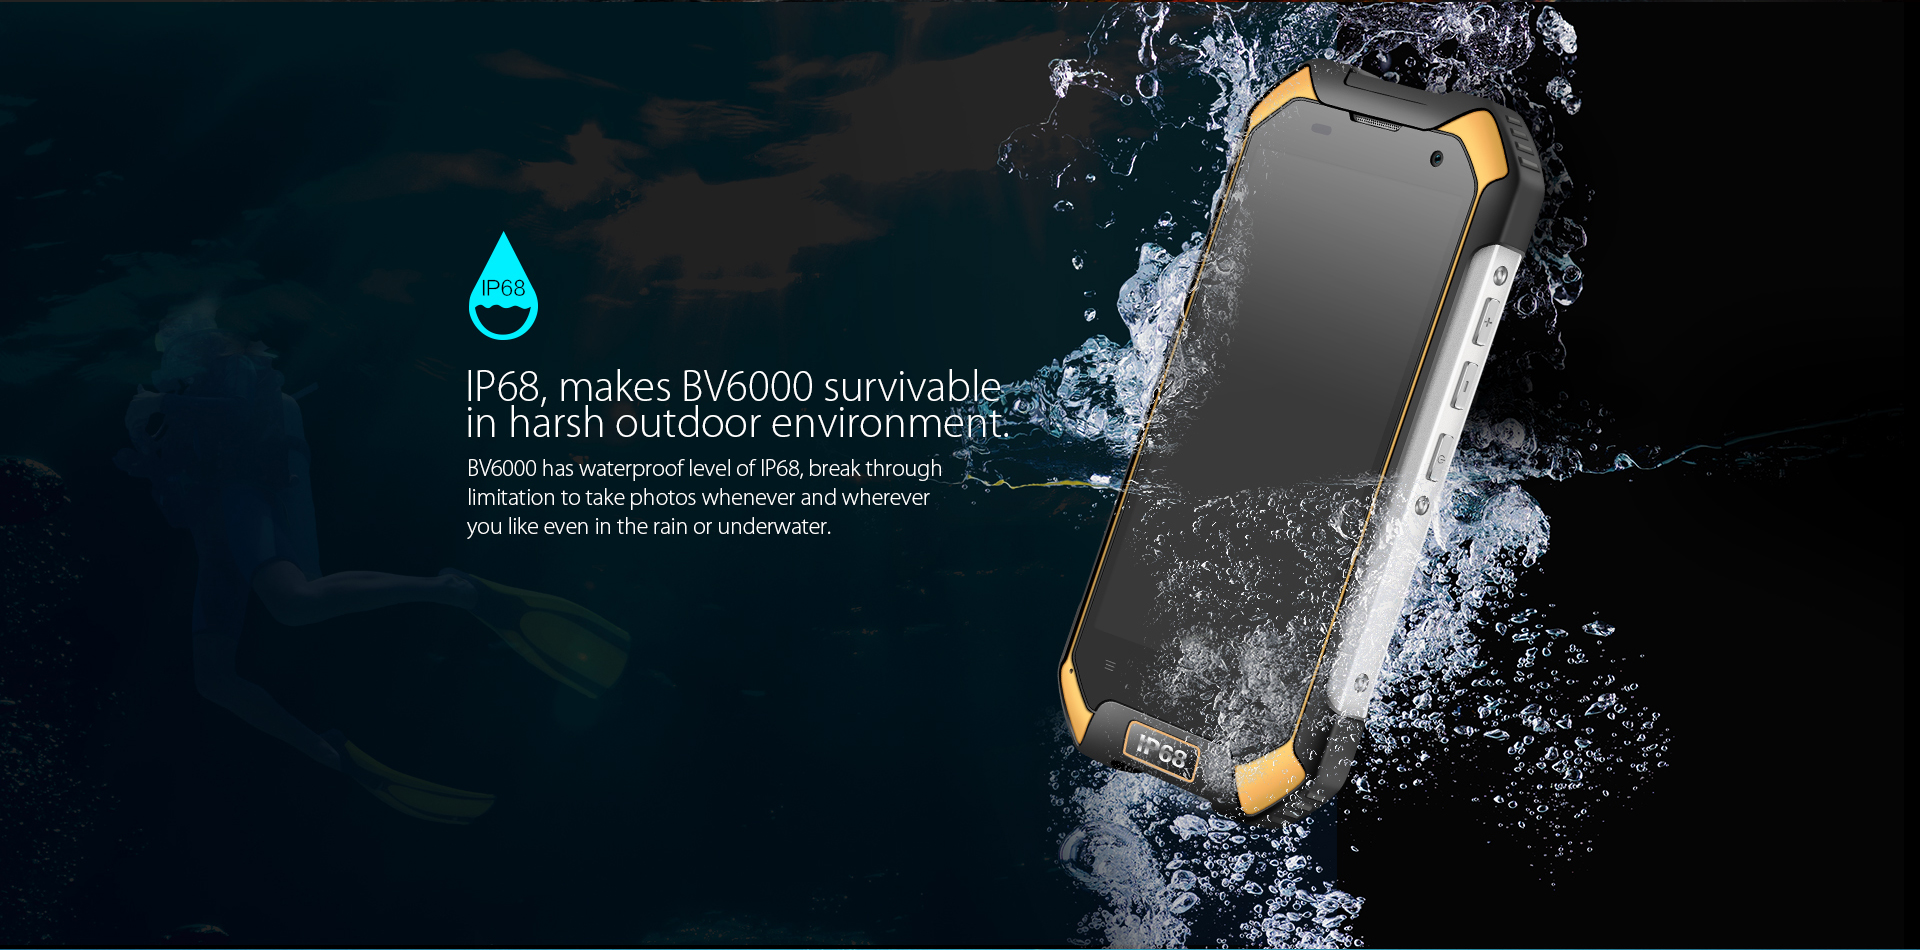 IP68
IP68, makes BV6000 survivable
in harsh outdoor environment.
BV6000 has waterproof level of IP68, break through
limitation to take photos whenever and wherever
you like even in the rain or underwater.
IP68